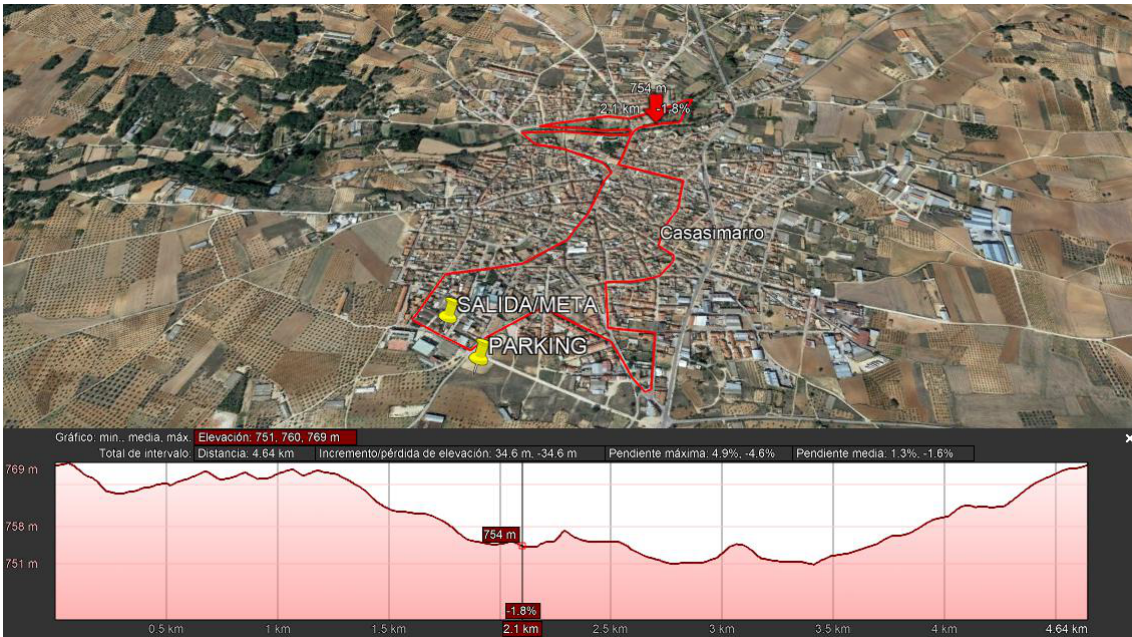 754 m
2.1 km -1.8%
Casasimarro
SALIDA/META
PARKING
Gráfico: min., media, máx. Elevación: 751, 760, 769 m
Total de intervalo: Distancia: 4.64 km Incremento/pérdida de elevación: 34.6 m, -34.6 m Pendiente máxima: 4.9%, -4.6% Pendiente media: 1.3%, -1.6%
769 m
758 m
754 m
751 m
-1.8%
0.5 km 1 km 1.5 km 2.1 km 2.5 km 3 km 3.5 km 4 km 4.64 km